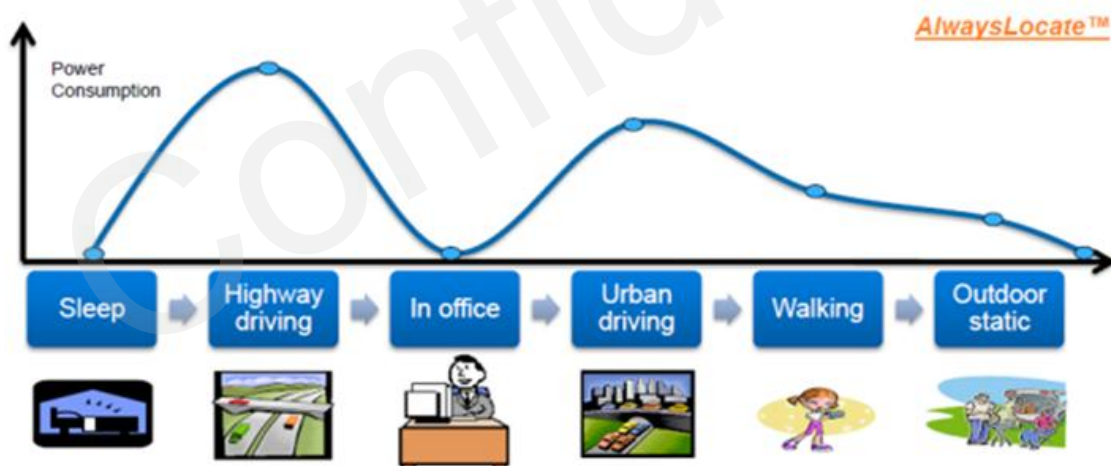 AlwaysLocate™
Power
Consumption
Sleep
Highway
driving
In office
Urban
driving
Walking
Outdoor
static